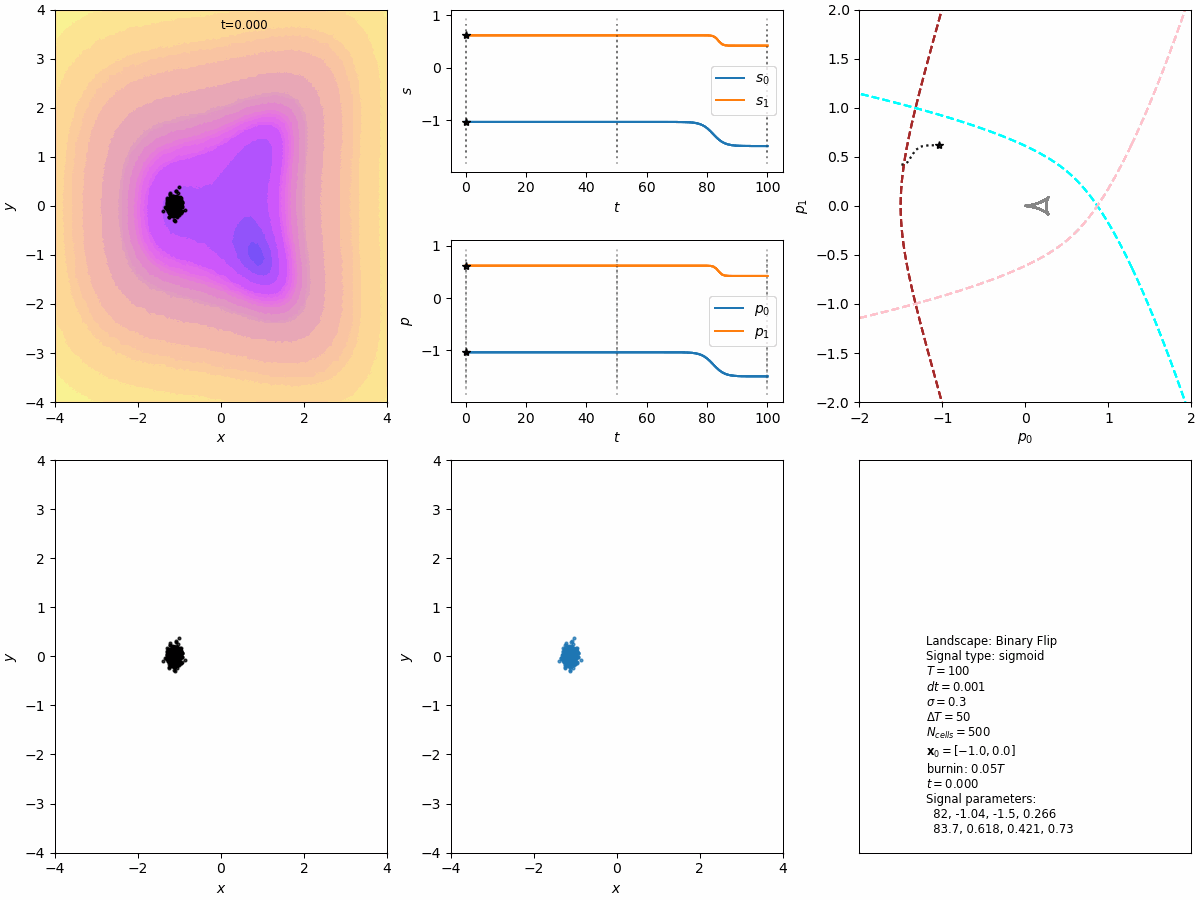 t=0.000
4
3
2
1
0
−1
−2
−3
−4
y
−4
−2
0
2
4
x
1
0
−1
s
s₀
s₁
0
20
40
60
80
100
t
1
0
−1
p
p₀
p₁
0
20
40
60
80
100
t
2.0
1.5
1.0
0.5
0.0
−0.5
−1.0
−1.5
−2.0
p₁
−2
−1
0
1
2
p₀
4
3
2
1
0
−1
−2
−3
−4
y
−4
−2
0
2
4
x
4
3
2
1
0
−1
−2
−3
−4
y
−4
−2
0
2
4
x
Landscape: Binary Flip
Signal type: sigmoid
T = 100
dt = 0.001
σ = 0.3
ΔT = 50
N_cells = 500
x₀ = [−1.0, 0.0]
burnin: 0.05T
t = 0.000
Signal parameters:
82, -1.04, -1.5, 0.266
83.7, 0.618, 0.421, 0.73